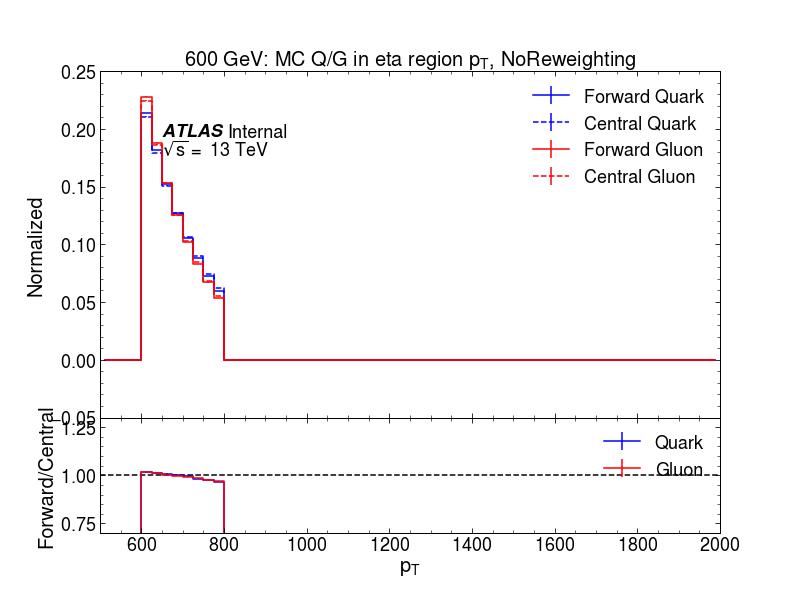 600 GeV: MC Q/G in eta region pT, NoReweighting
0.25
0.20
0.15
0.10
0.05
0.00
0.05
Normalized
ATLAS Internal
√s = 13 TeV
Forward Quark
Central Quark
Forward Gluon
Central Gluon
1.25
1.00
0.75
Forward/Central
Quark
Gluon
600 800 1000 1200 1400 1600 1800 2000
pT